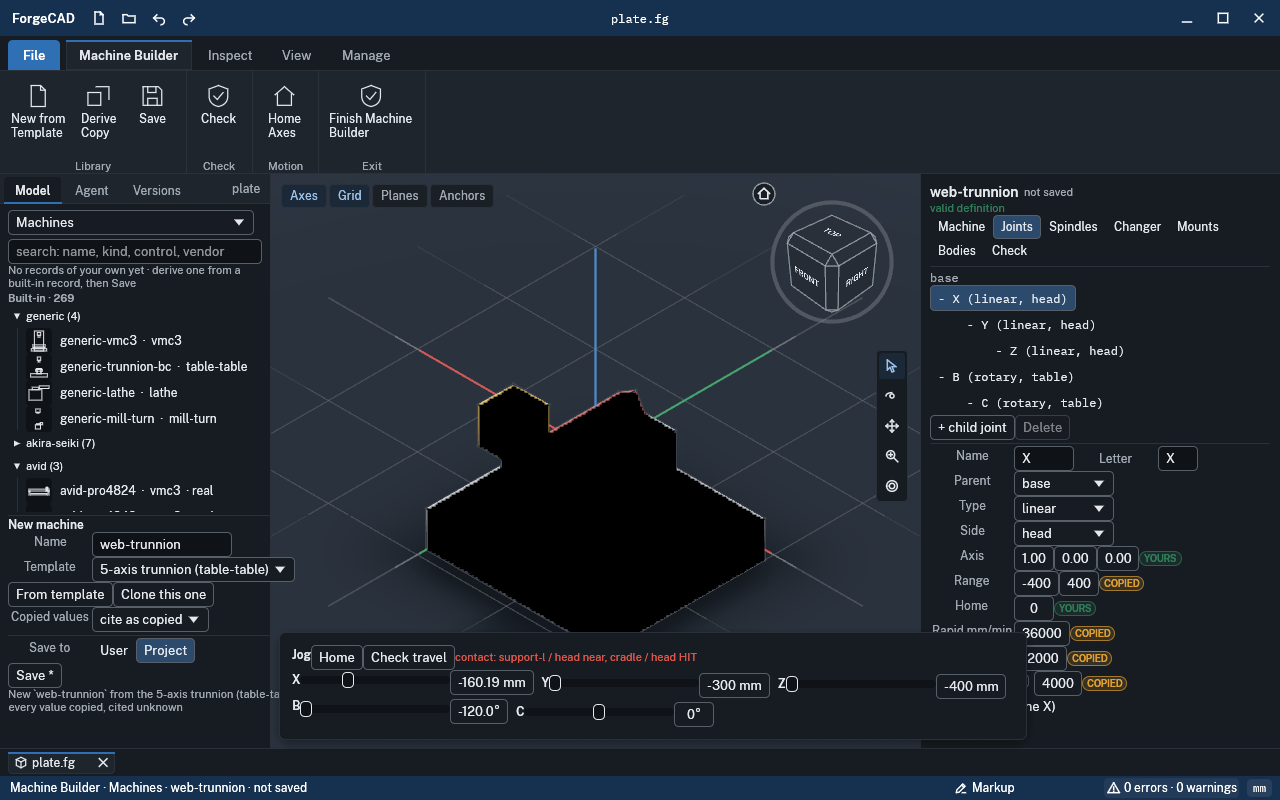 ForgeCAD
plate.fg
File
Machine Builder
Inspect
View
Manage
New from Template
Derive Copy
Save
Check
Home Axes
Finish Machine Builder
Library
Check
Motion
Exit
Model
Agent
Versions
plate
Machines
search: name, kind, control, vendor
No records of your own yet · derive one from a
built-in record, then Save
Built-in · 269
generic (4)
generic-vmc3 · vmc3
generic-trunnion-bc · table-table
generic-lathe · lathe
generic-mill-turn · mill-turn
akira-seiki (7)
avid (3)
avid-pro4824 · vmc3 · real
New machine
Name web-trunnion
Template 5-axis trunnion (table-table)
From template Clone this one
Copied values cite as copied
Save to User Project
Save *
New `web-trunnion` from the 5-axis trunnion (table-ta
every value copied, cited unknown
Axes Grid Planes Anchors
TOP
FRONT
RIGHT
Jog Home Check travel contact: support-l / head near, cradle / head HIT
X -160.19 mm Y -300 mm Z -400 mm
B -120.0° C 0°
web-trunnion not saved
valid definition
Machine Joints Spindles Changer Mounts
Bodies Check
base
- X (linear, head)
- Y (linear, head)
- Z (linear, head)
- B (rotary, table)
- C (rotary, table)
+ child joint Delete
Name X Letter X
Parent base
Type linear
Side head
Axis 1.00 0.00 0.00 YOURS
Range -400 400 COPIED
Home 0 YOURS
Rapid mm/min 36000 COPIED
2000 COPIED
4000 COPIED
ne X)
plate.fg
Machine Builder · Machines · web-trunnion · not saved
Markup
0 errors · 0 warnings
mm